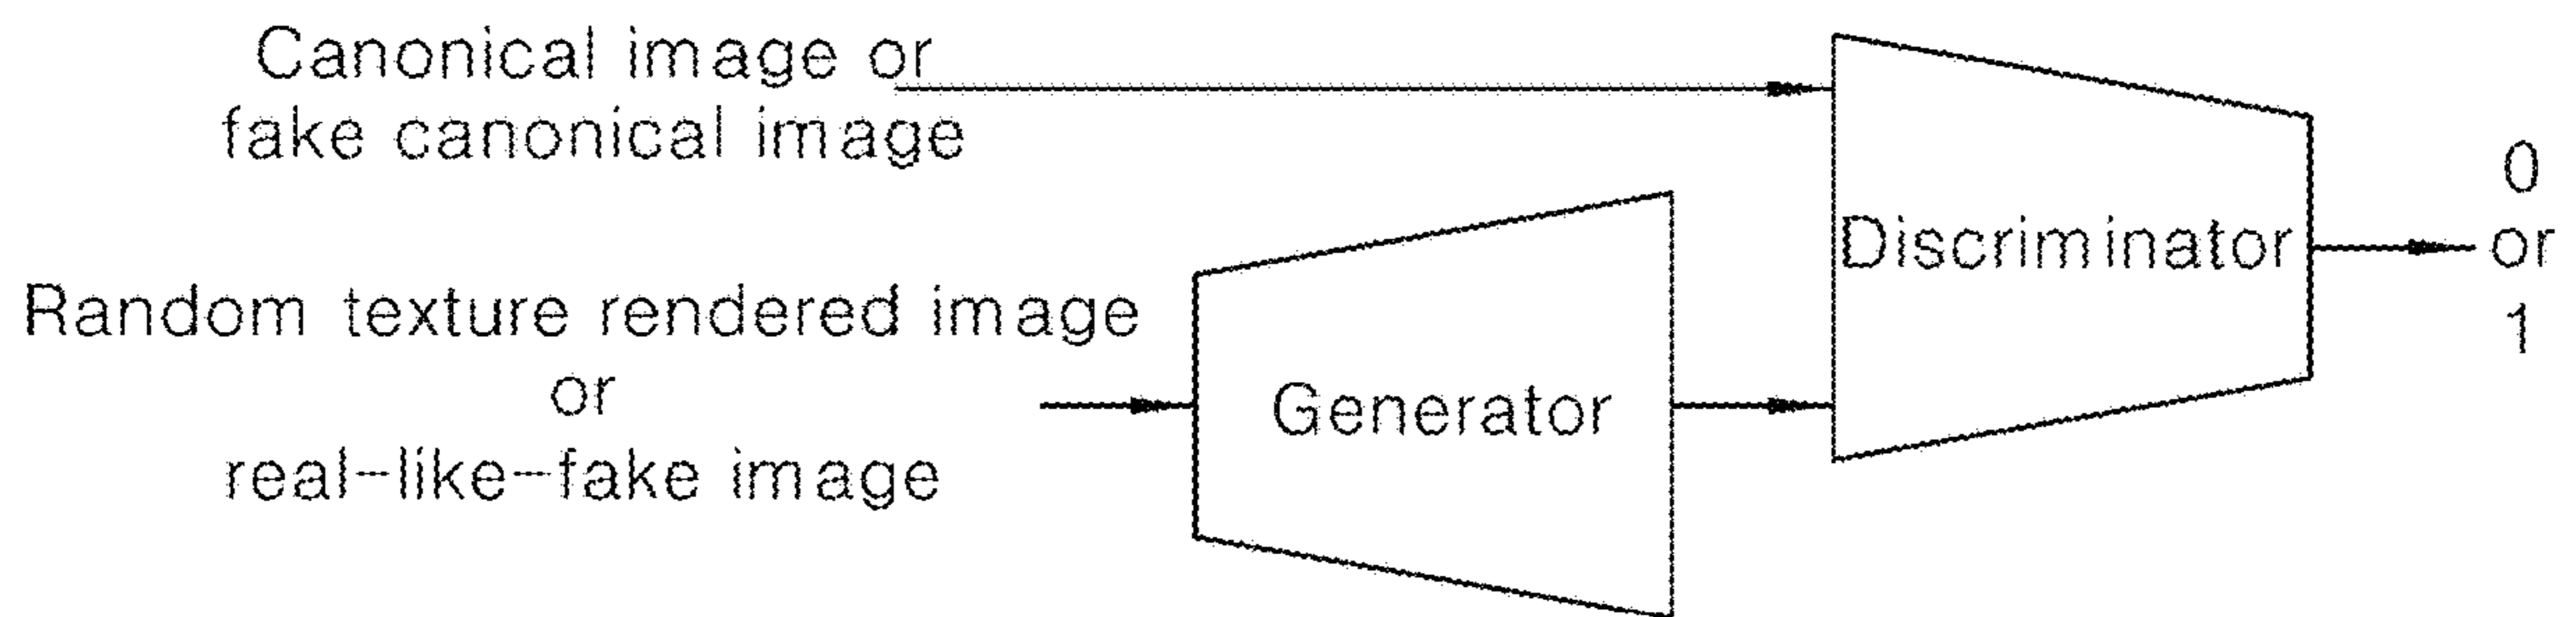 Canonical image or
fake canonical image
Random texture rendered image
or
real-like-fake image
Generator
Discriminator
0
or
1